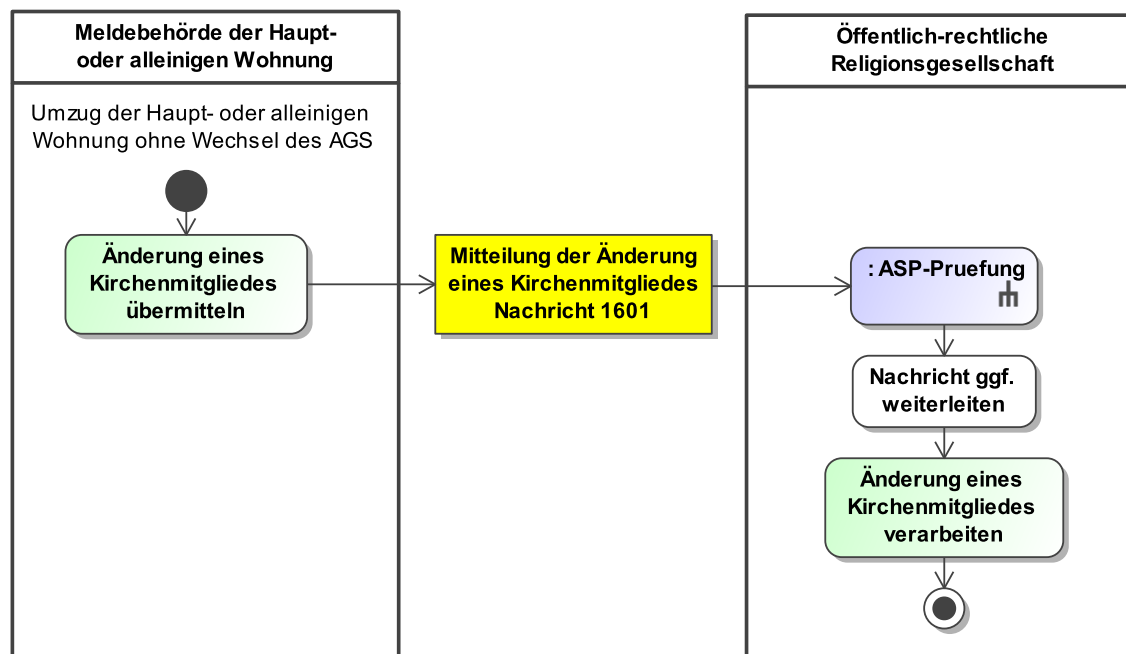 Meldebehörde der Haupt-
oder alleinigen Wohnung
Umzug der Haupt- oder alleinigen
Wohnung ohne Wechsel des AGS
Änderung eines
Kirchenmitgliedes
übermitteln
Mitteilung der Änderung
eines Kirchenmitgliedes
Nachricht 1601
Öffentlich-rechtliche
Religionsgesellschaft
: ASP-Pruefung
Nachricht ggf.
weiterleiten
Änderung eines
Kirchenmitgliedes
verarbeiten